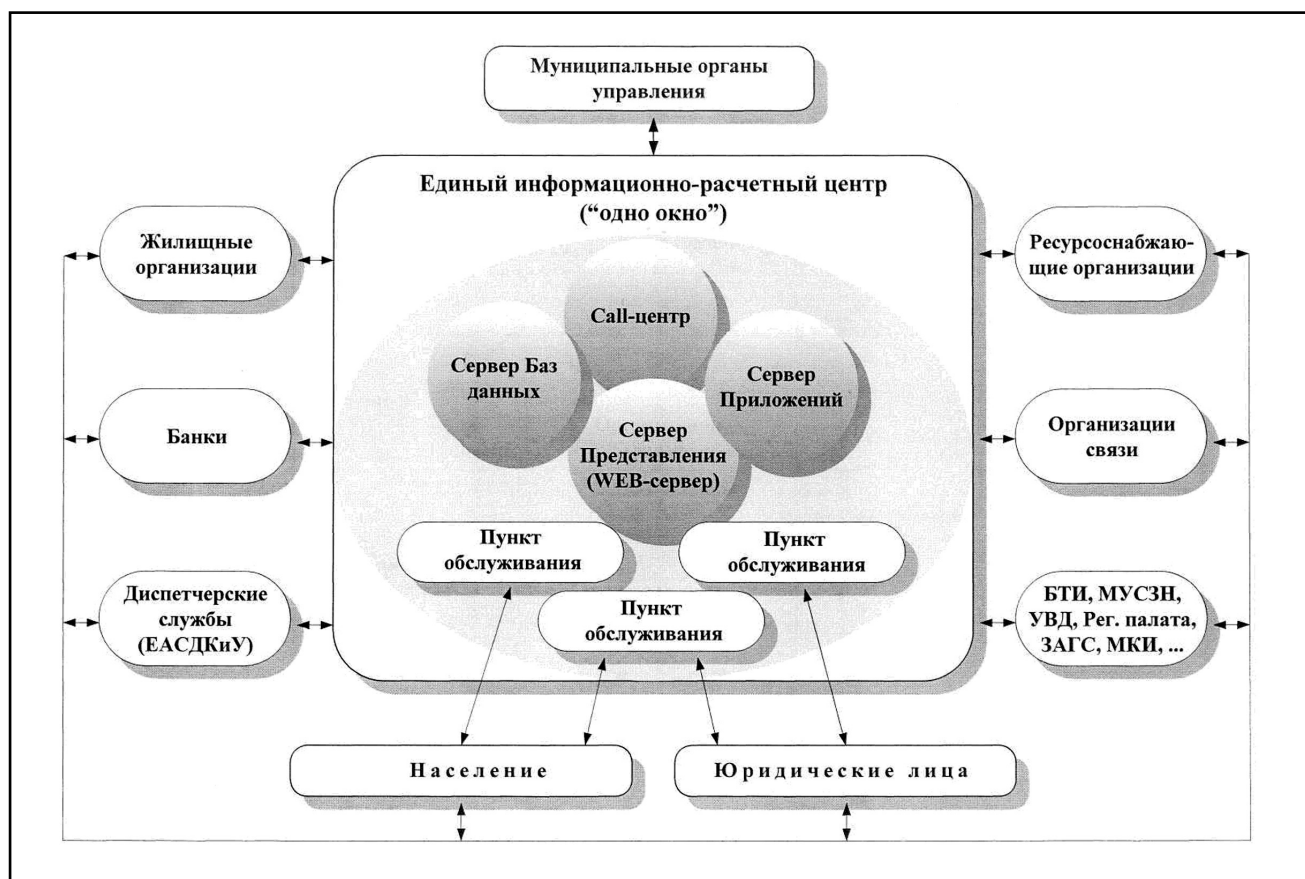 Муниципальные органы
управления
Единый информационно-расчетный центр
(“одно окно”)
Жилищные
организации
Ресурсоснабжаю-
щие организации
Call-центр
Сервер Баз
данных
Сервер
Приложений
Банки
Сервер
Представления
(WEB-сервер)
Организации
связи
Пункт
обслуживания
Пункт
обслуживания
Диспетчерские
службы
(ЕАСДКиУ)
Пункт
обслуживания
БТИ, МУСЗН,
УВД, Рег. палата,
ЗАГС, МКИ, ...
Население
Юридические лица